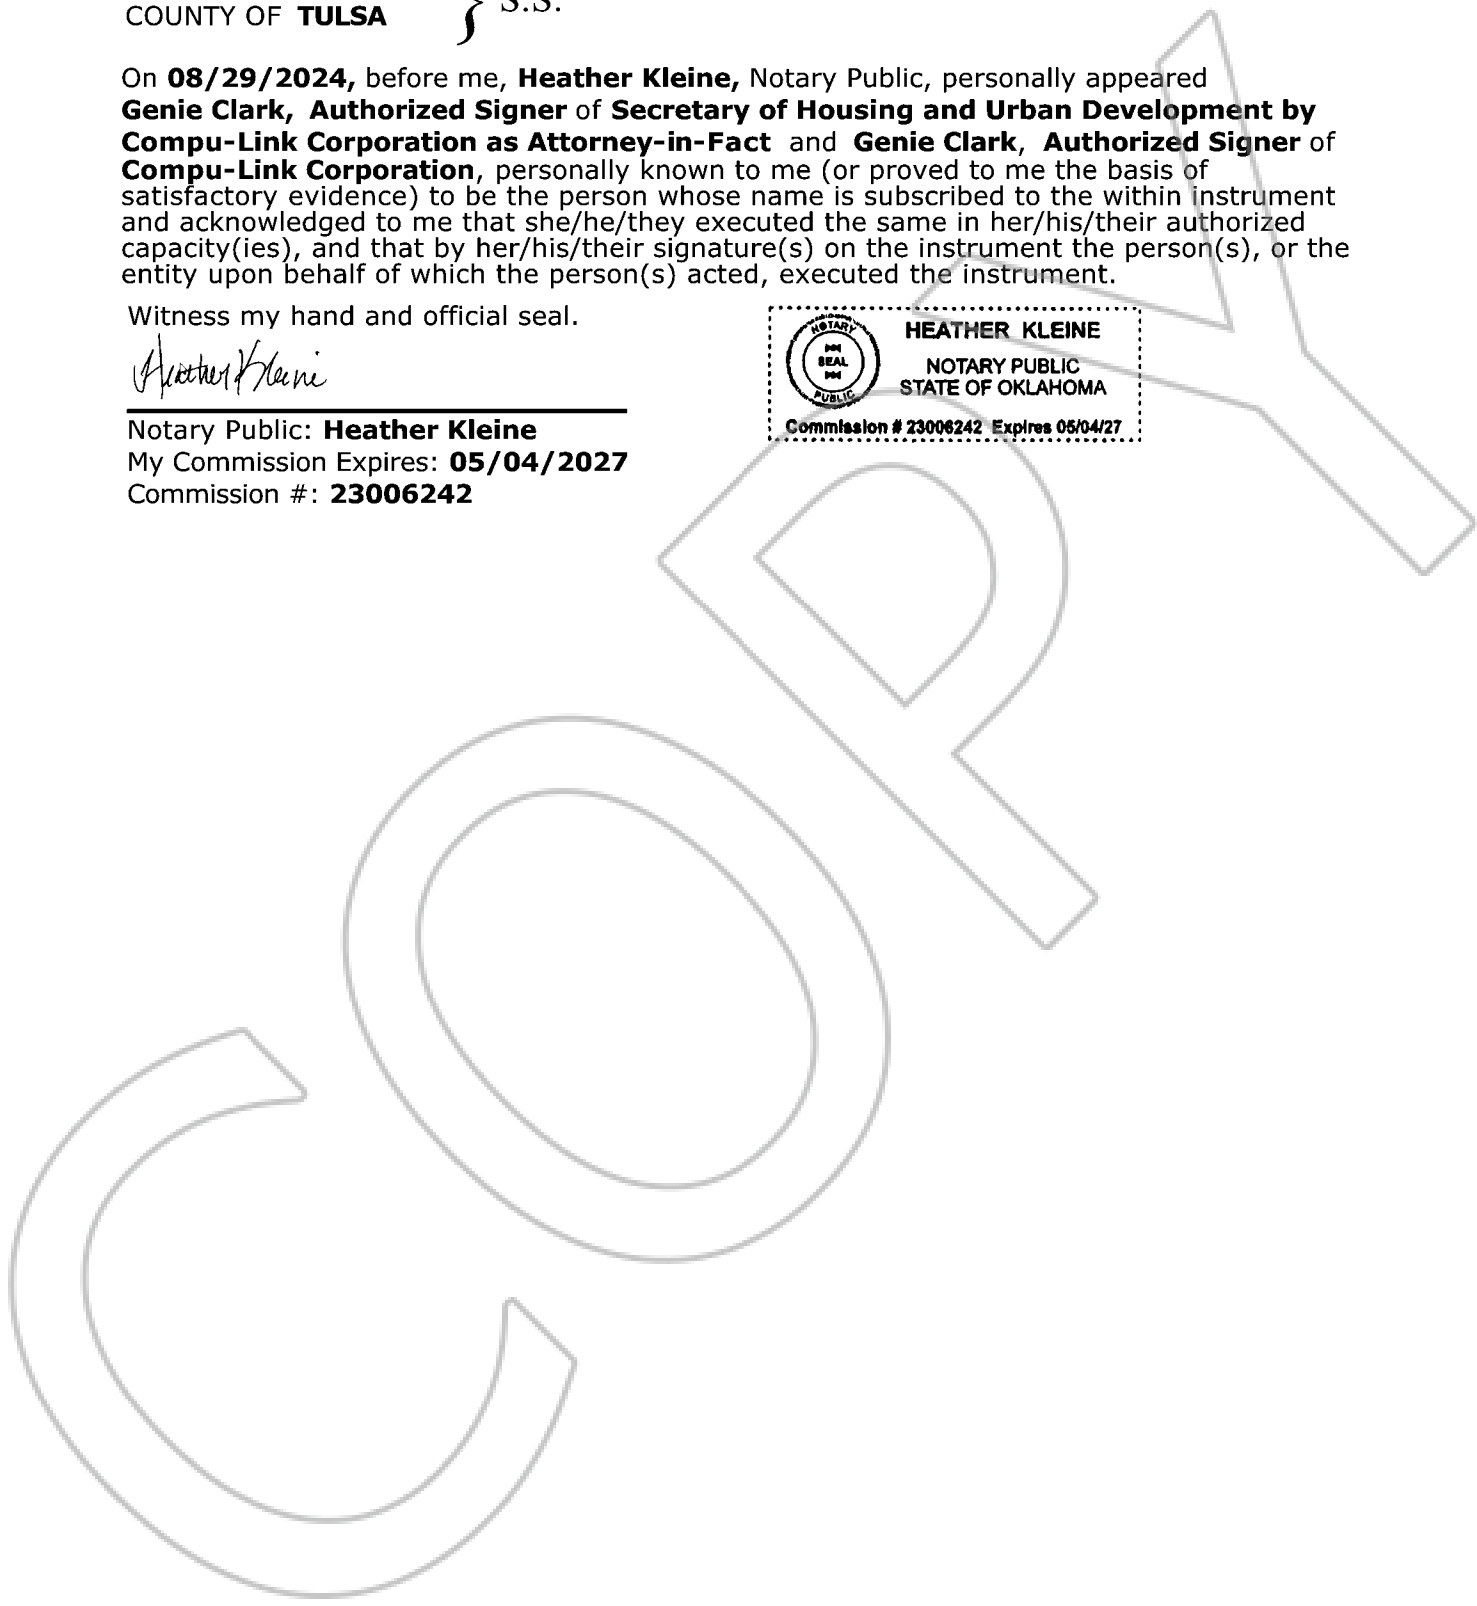 COUNTY OF TULSA } S.S.
On 08/29/2024, before me, Heather Kleine, Notary Public, personally appeared
Genie Clark, Authorized Signer of Secretary of Housing and Urban Development by
Compu-Link Corporation as Attorney-in-Fact and Genie Clark, Authorized Signer of
Compu-Link Corporation, personally known to me (or proved to me the basis of
satisfactory evidence) to be the person whose name is subscribed to the within instrument
and acknowledged to me that she/he/they executed the same in her/his/their authorized
capacity(ies), and that by her/his/their signature(s) on the instrument the person(s), or the
entity upon behalf of which the person(s) acted, executed the instrument.
Witness my hand and official seal.
Heather Kleine
Notary Public: Heather Kleine
My Commission Expires: 05/04/2027
Commission #: 23006242
NOTARY
SEAL
PUBLIC
HEATHER KLEINE
NOTARY PUBLIC
STATE OF OKLAHOMA
Commission # 23006242 Expires 05/04/27
COPY